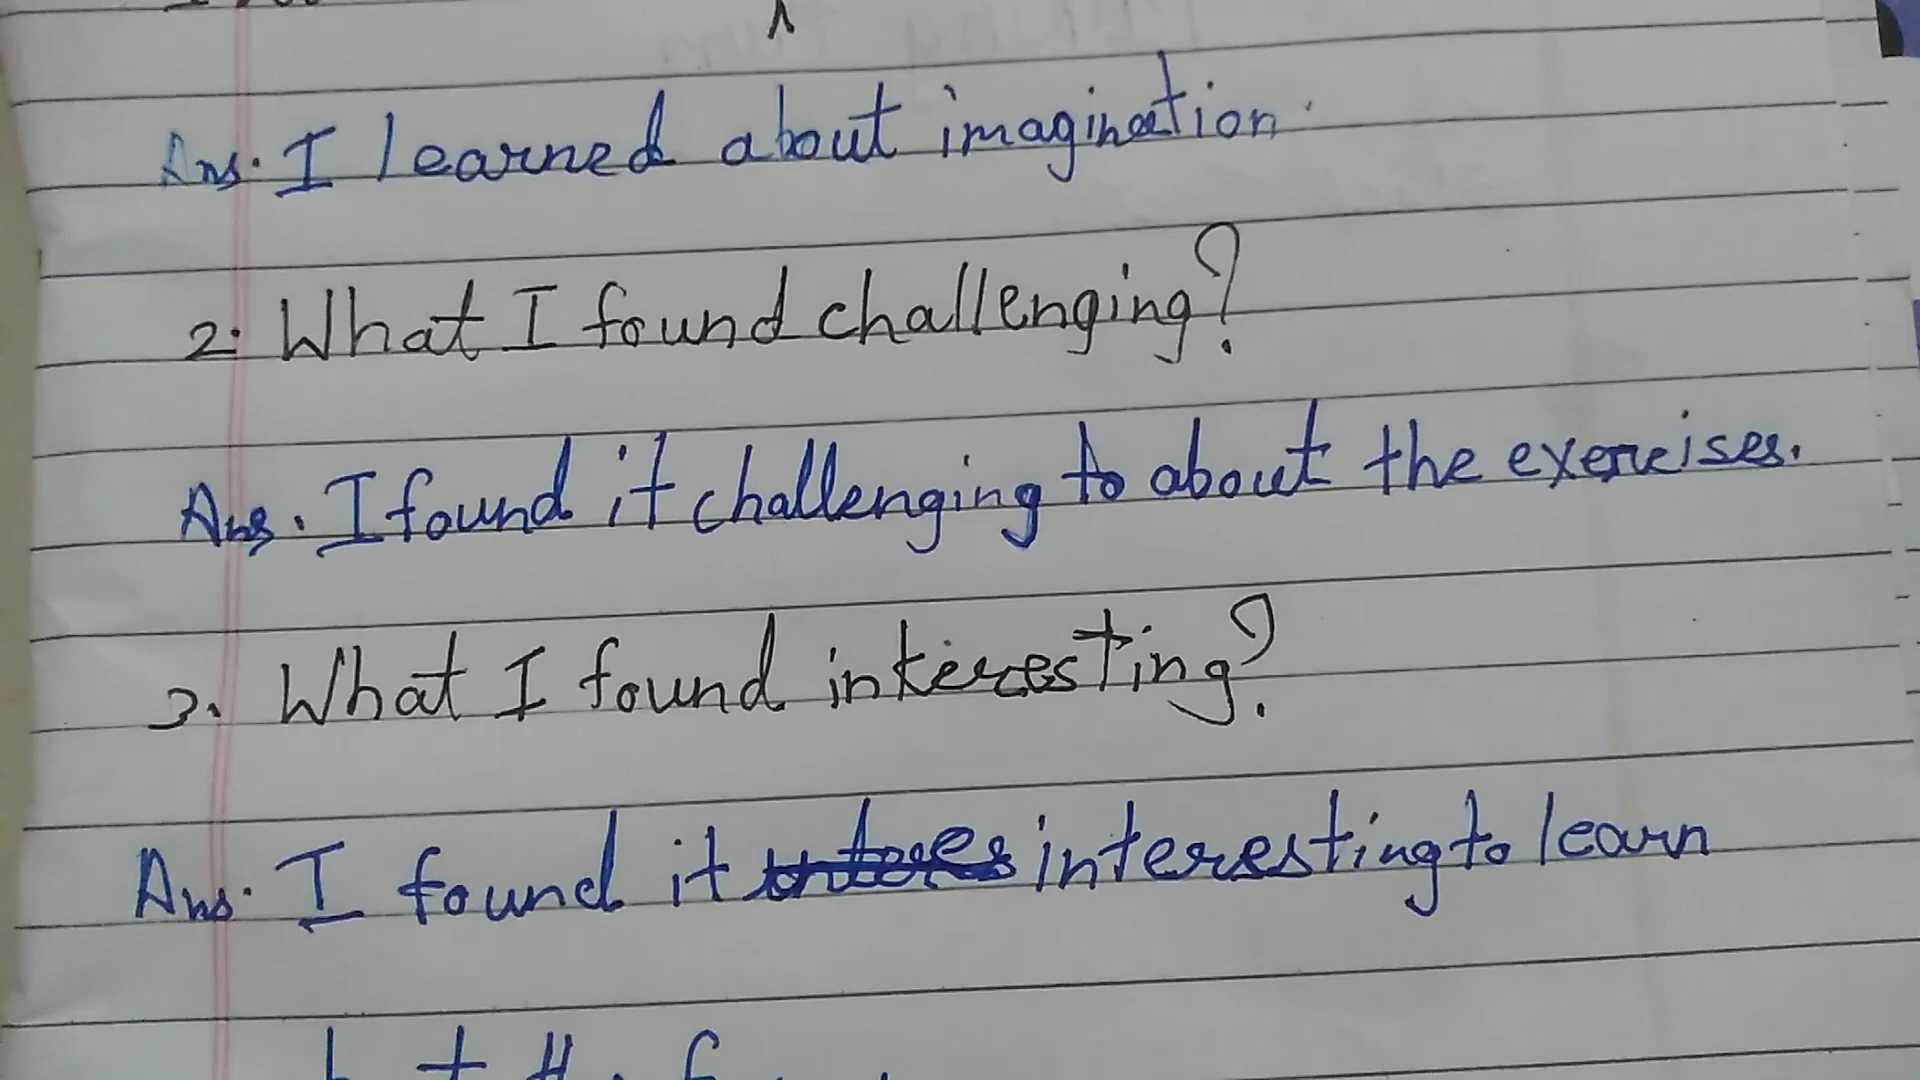 Ans. I learned about imagination.
2. What I found challenging?
Ans. I found it challenging to about the exercises.
3. What I found interesting?
Ans. I found it interesting to learn